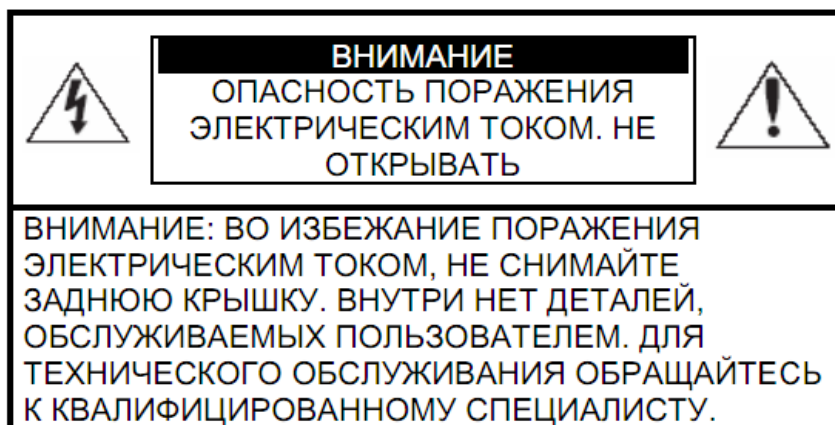 ВНИМАНИЕ
ОПАСНОСТЬ ПОРАЖЕНИЯ
ЭЛЕКТРИЧЕСКИМ ТОКОМ. НЕ
ОТКРЫВАТЬ
ВНИМАНИЕ: ВО ИЗБЕЖАНИЕ ПОРАЖЕНИЯ
ЭЛЕКТРИЧЕСКИМ ТОКОМ, НЕ СНИМАЙТЕ
ЗАДНЮЮ КРЫШКУ. ВНУТРИ НЕТ ДЕТАЛЕЙ,
ОБСЛУЖИВАЕМЫХ ПОЛЬЗОВАТЕЛЕМ. ДЛЯ
ТЕХНИЧЕСКОГО ОБСЛУЖИВАНИЯ ОБРАЩАЙТЕСЬ
К КВАЛИФИЦИРОВАННОМУ СПЕЦИАЛИСТУ.